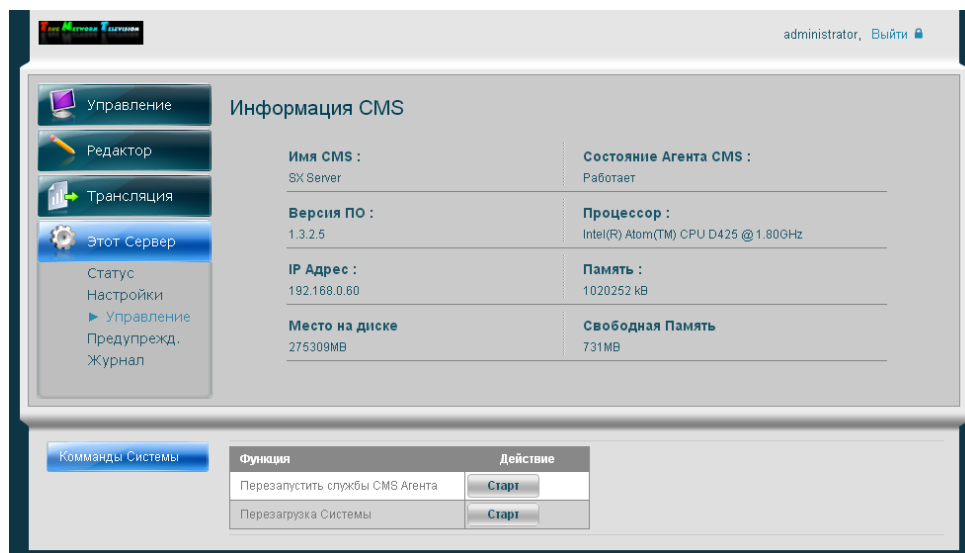 True Network Television
administrator, Выйти
Управление
Редактор
Трансляция
Этот Сервер
Статус
Настройки
Управление
Предупрежд.
Журнал
Информация CMS
Имя CMS :
SX Server
Состояние Агента CMS :
Работает
Версия ПО :
1.3.2.5
Процессор :
Intel(R) Atom(TM) CPU D425 @ 1.80GHz
IP Адрес :
192.168.0.60
Память :
1020252 kB
Место на диске
275309MB
Свободная Память
731MB
Комманды Системы
Функция Действие
Перезапустить службы CMS Агента Старт
Перезагрузка Системы Старт